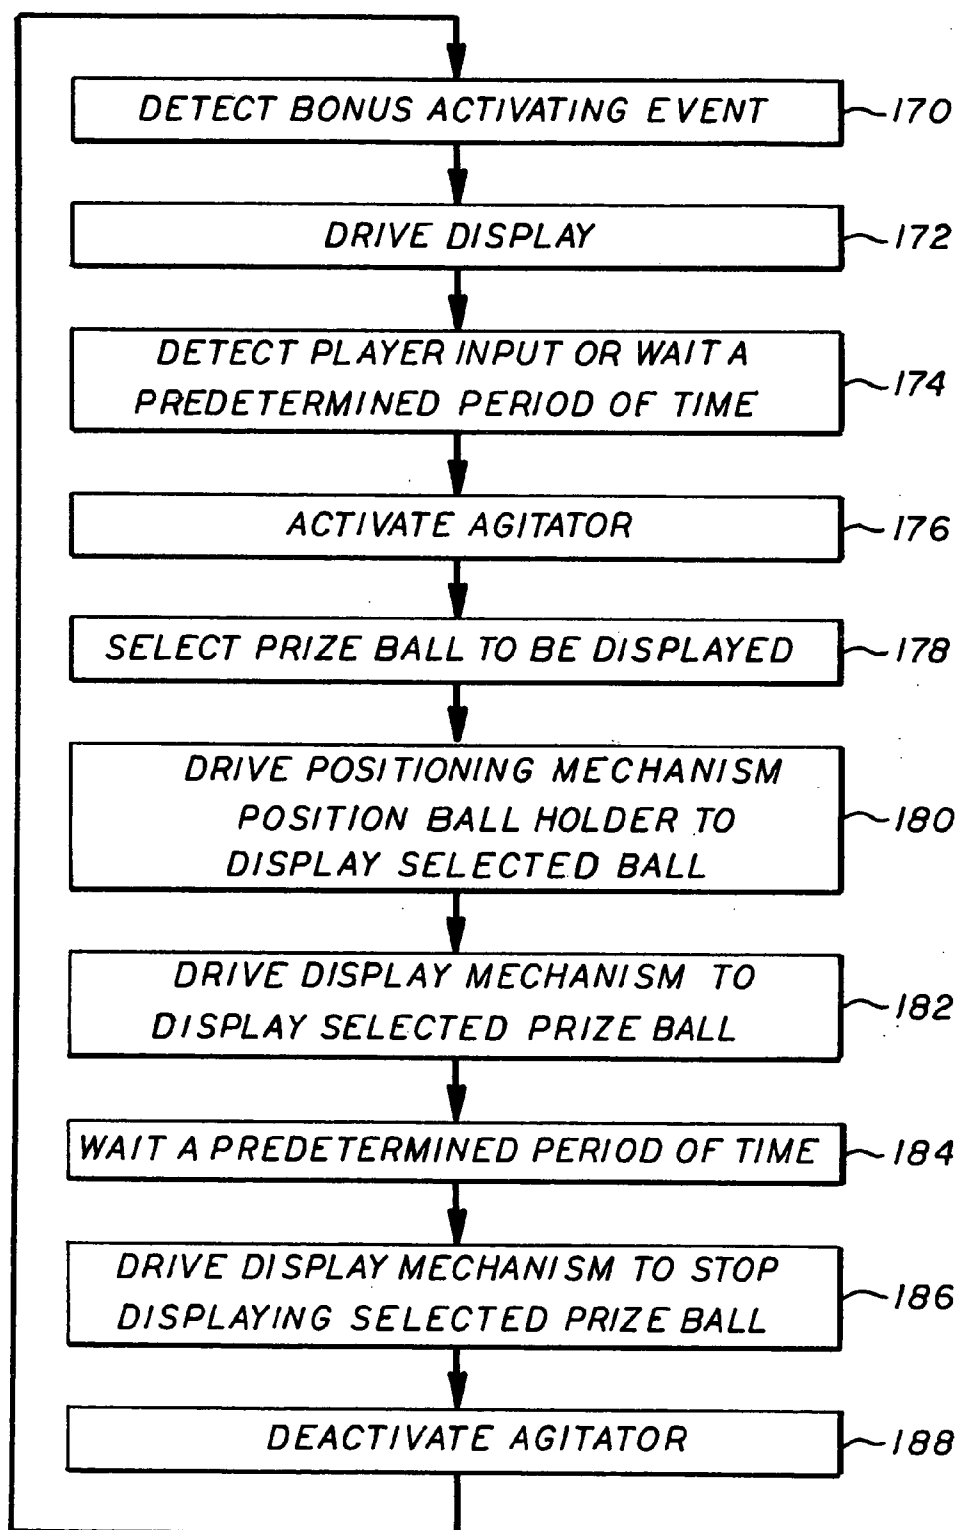 DETECT BONUS ACTIVATING EVENT
170
DRIVE DISPLAY
172
DETECT PLAYER INPUT OR WAIT A
PREDETERMINED PERIOD OF TIME
174
ACTIVATE AGITATOR
176
SELECT PRIZE BALL TO BE DISPLAYED
178
DRIVE POSITIONING MECHANISM
POSITION BALL HOLDER TO
DISPLAY SELECTED BALL
180
DRIVE DISPLAY MECHANISM TO
DISPLAY SELECTED PRIZE BALL
182
WAIT A PREDETERMINED PERIOD OF TIME
184
DRIVE DISPLAY MECHANISM TO STOP
DISPLAYING SELECTED PRIZE BALL
186
DEACTIVATE AGITATOR
188